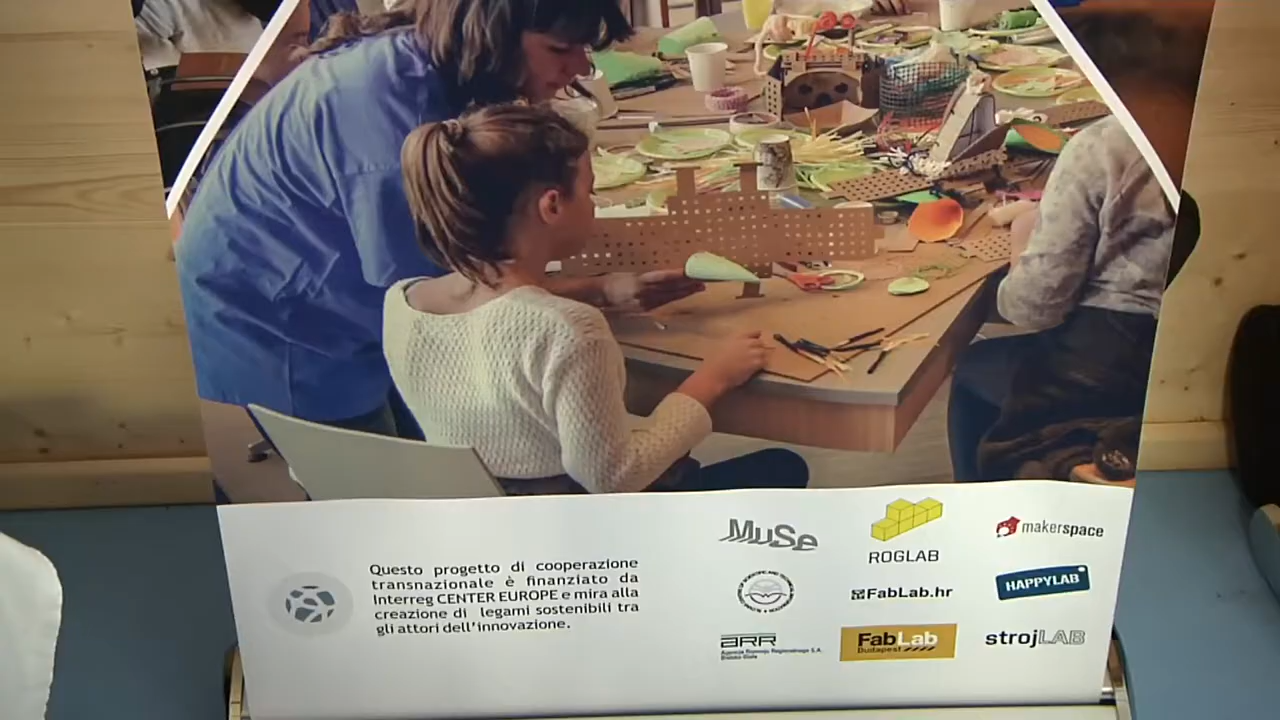 Questo progetto di cooperazione
transnazionale è finanziato da
Interreg CENTER EUROPE e mira alla
creazione di legami sostenibili tra
gli attori dell'innovazione.
MuSe
ROGLAB
makerspace
FabLab.hr
HAPPYLAB
ARR
FabLab
Budapest
strojLAB